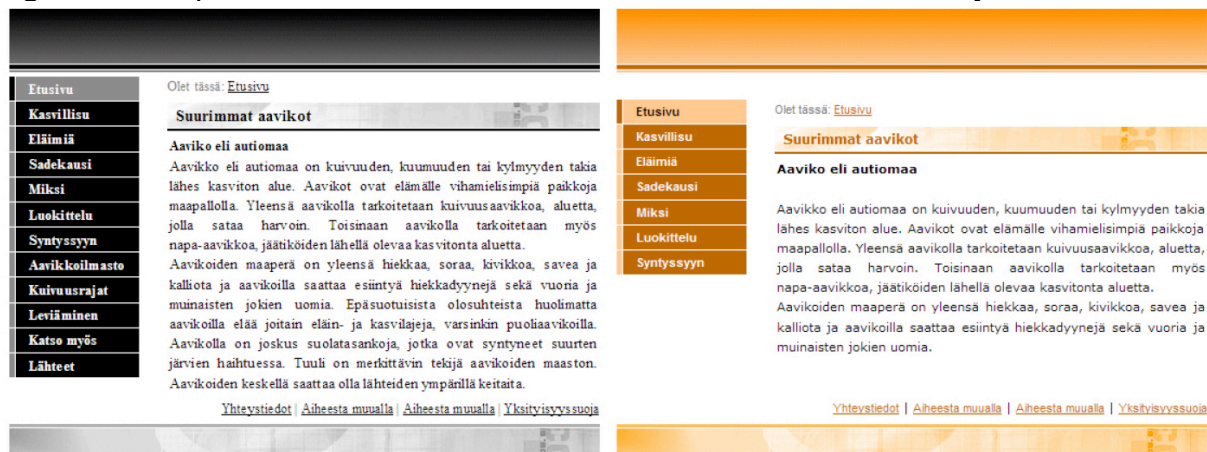 Etusivu
Kasvillisu
Eläimiä
Sadekausi
Miksi
Luokittelu
Syntyssyyn
Aavikkoilmasto
Kuivuusrajat
Leviäminen
Katso myös
Lähteet
Olet tässä: Etusivu
Suurimmat aavikot
Aaviko eli autiomaa
Aavikko eli autiomaa on kuivuuden, kuumuuden tai kylmyyden takia
lähes kasviton alue. Aavikot ovat elämälle vihamielisimpiä paikkoja
maapallolla. Yleensä aavikolla tarkoitetaan kuivuusaavikkoa, aluetta,
jolla sataa harvoin. Toisinaan aavikolla tarkoitetaan myös
napa-aavikkoa, jäätiköiden lähellä olevaa kasvitonta aluetta.
Aavikoiden maaperä on yleensä hiekkaa, soraa, kivikkoa, savea ja
kalliota ja aavikoilla saattaa esiintyä hiekkadyynejä sekä vuoria ja
muinaisten jokien uomia. Epäsuotuisista olosuhteista huolimatta
aavikoilla elää joitain eläin- ja kasvilajeja, varsinkin puoliaavikoilla.
Aavikolla on joskus suolatasankoja, jotka ovat syntyneet suurten
järvien haihtuessa. Tuuli on merkittävin tekijä aavikoiden maaston.
Aavikoiden keskellä saattaa olla lähteiden ympärillä keitaita.
Yhteystiedot | Aiheesta muualla | Aiheesta muualla | Yksityisyyssuoja
Etusivu
Kasvillisu
Eläimiä
Sadekausi
Miksi
Luokittelu
Syntyssyyn
Olet tässä: Etusivu
Suurimmat aavikot
Aaviko eli autiomaa
Aavikko eli autiomaa on kuivuuden, kuumuuden tai kylmyyden takia
lähes kasviton alue. Aavikot ovat elämälle vihamielisimpiä paikkoja
maapallolla. Yleensä aavikolla tarkoitetaan kuivuusaavikkoa, aluetta,
jolla sataa harvoin. Toisinaan aavikolla tarkoitetaan myös
napa-aavikkoa, jäätiköiden lähellä olevaa kasvitonta aluetta.
Aavikoiden maaperä on yleensä hiekkaa, soraa, kivikkoa, savea ja
kalliota ja aavikoilla saattaa esiintyä hiekkadyynejä sekä vuoria ja
muinaisten jokien uomia.
Yhteystiedot | Aiheesta muualla | Aiheesta muualla | Yksityisyyssuoja